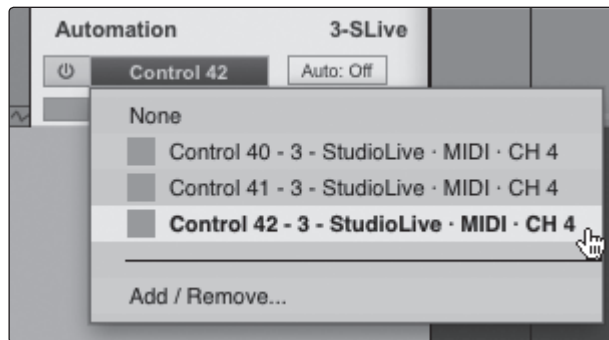 Automation 3-SLive
Control 42 Auto: Off
None
Control 40 - 3 - StudioLive · MIDI · CH 4
Control 41 - 3 - StudioLive · MIDI · CH 4
Control 42 - 3 - StudioLive · MIDI · CH 4
Add / Remove...